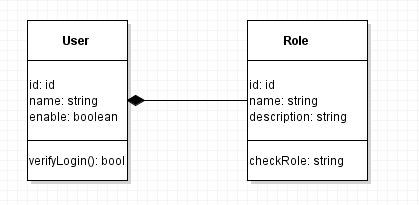 User
id: id
name: string
enable: boolean
verifyLogin(): bool
Role
id: id
name: string
description: string
checkRole: string